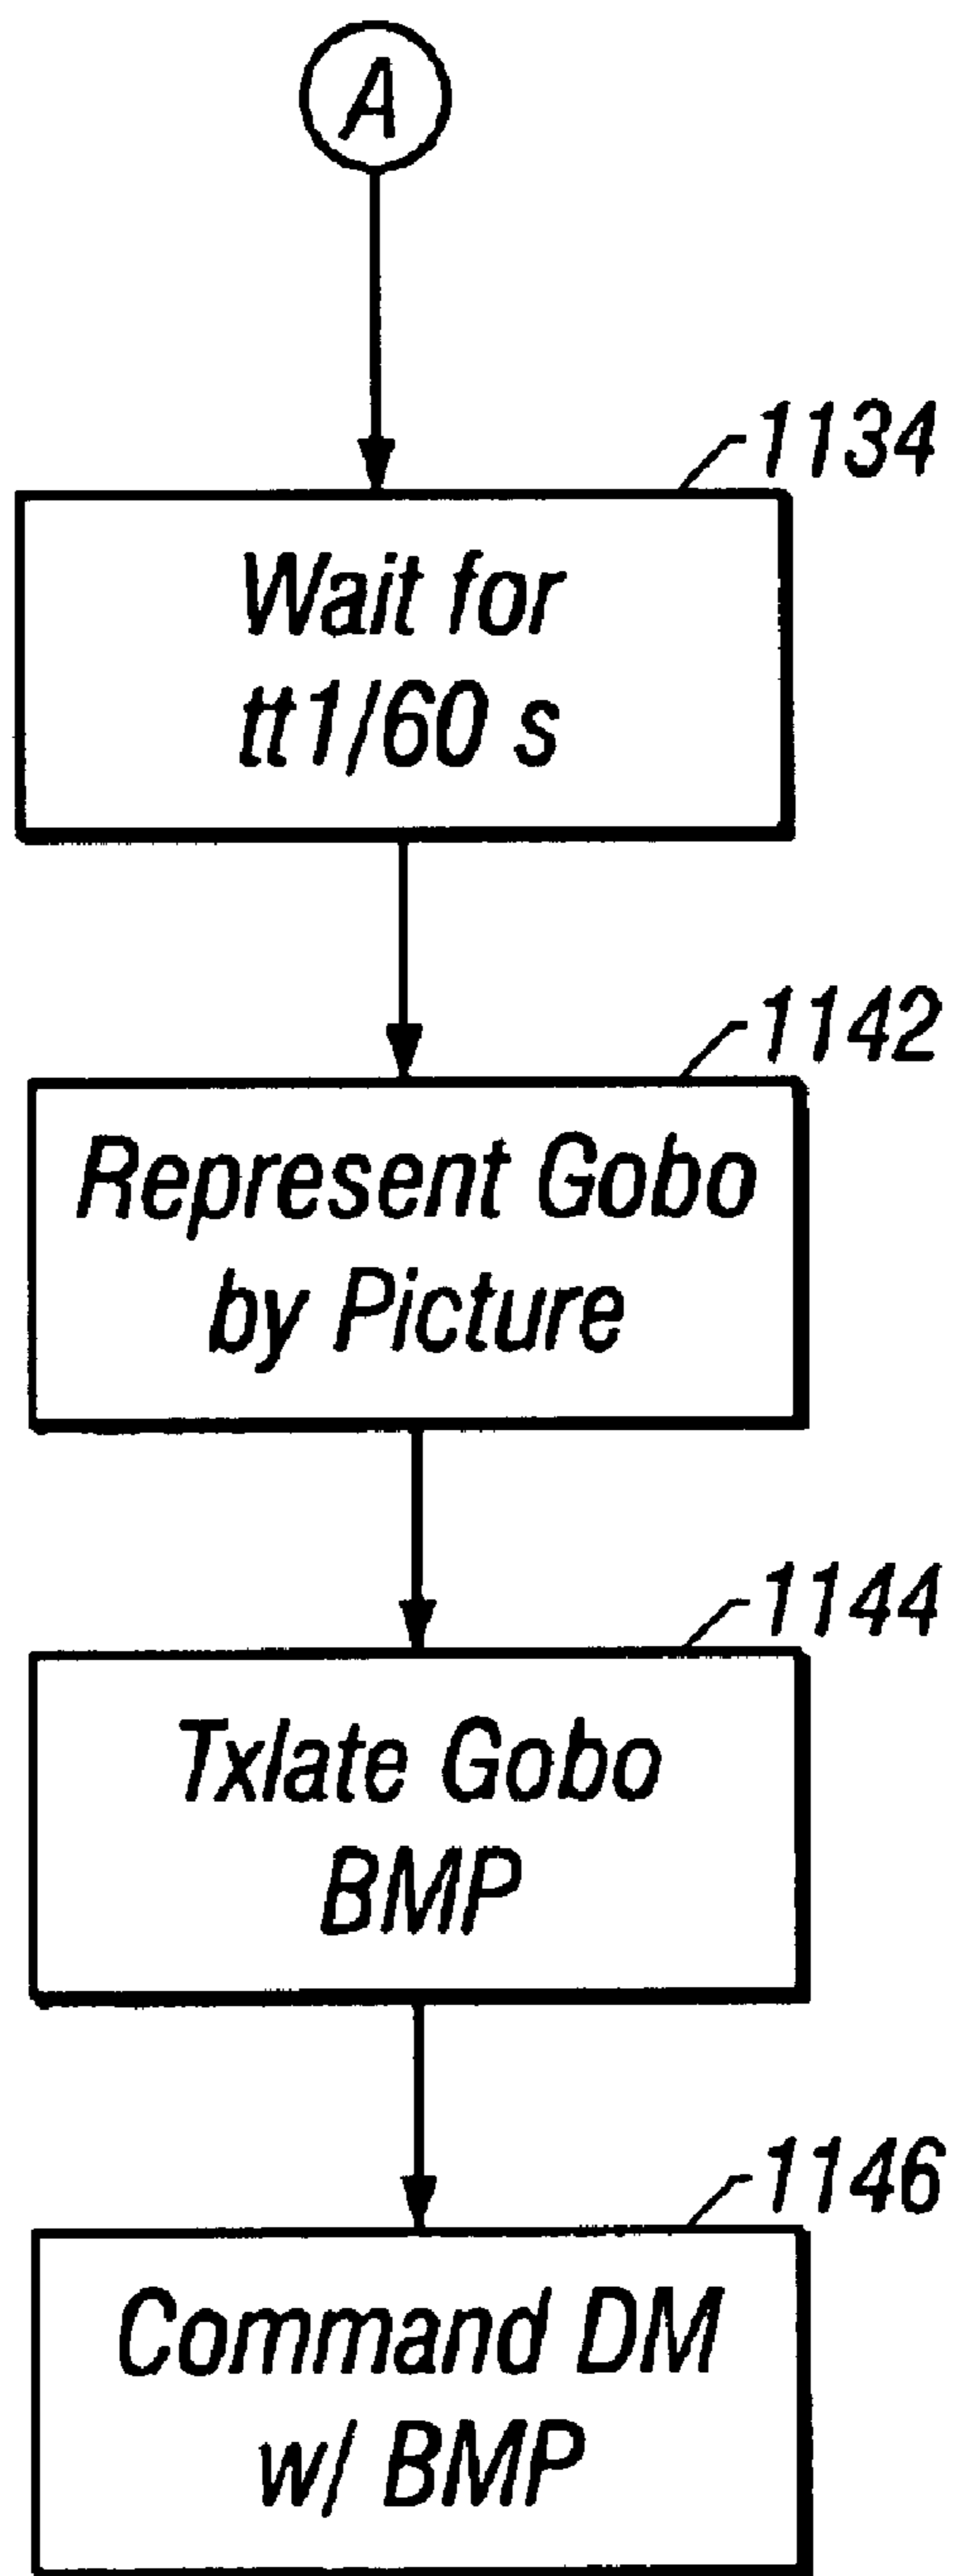 A
1134
Wait for
tt1/60 s
1142
Represent Gobo
by Picture
1144
Txlate Gobo
BMP
1146
Command DM
w/ BMP